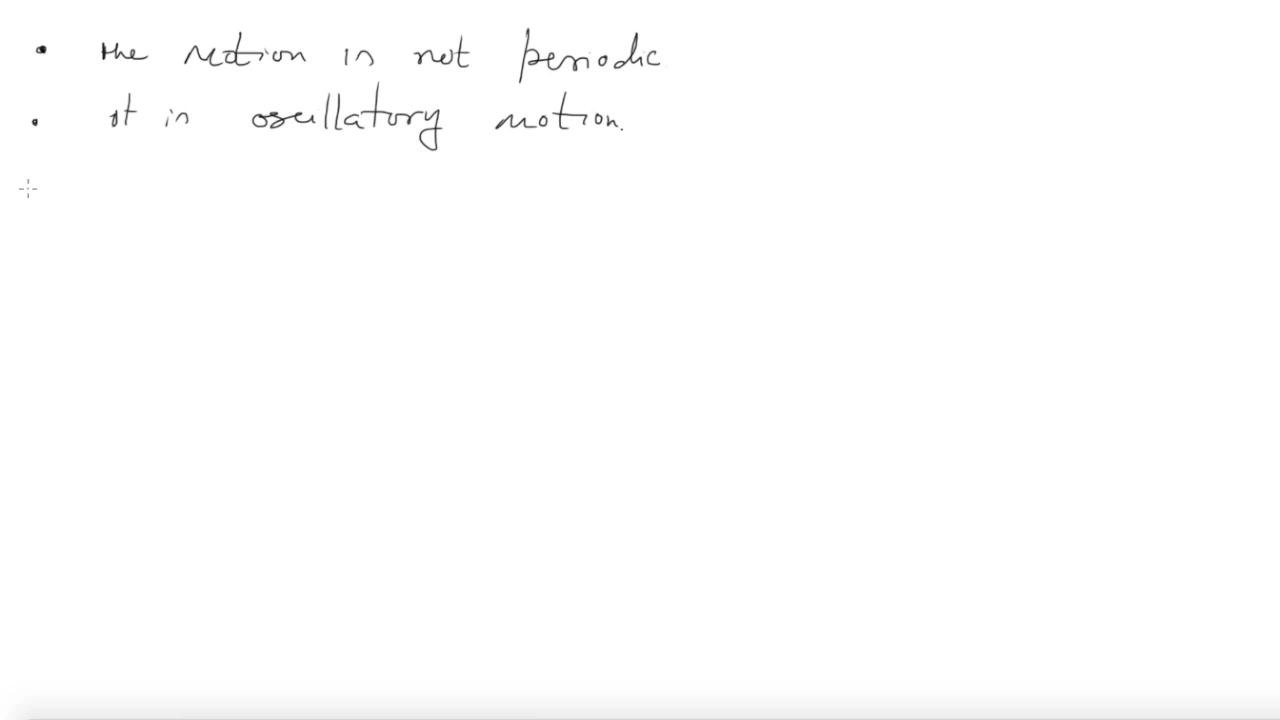 • the motion is not periodic.
• it is oscillatory motion.